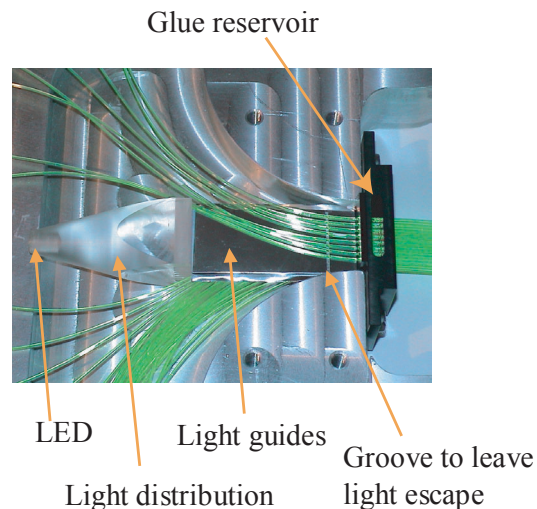 Glue reservoir
LED
Light guides
Groove to leave
light escape
Light distribution